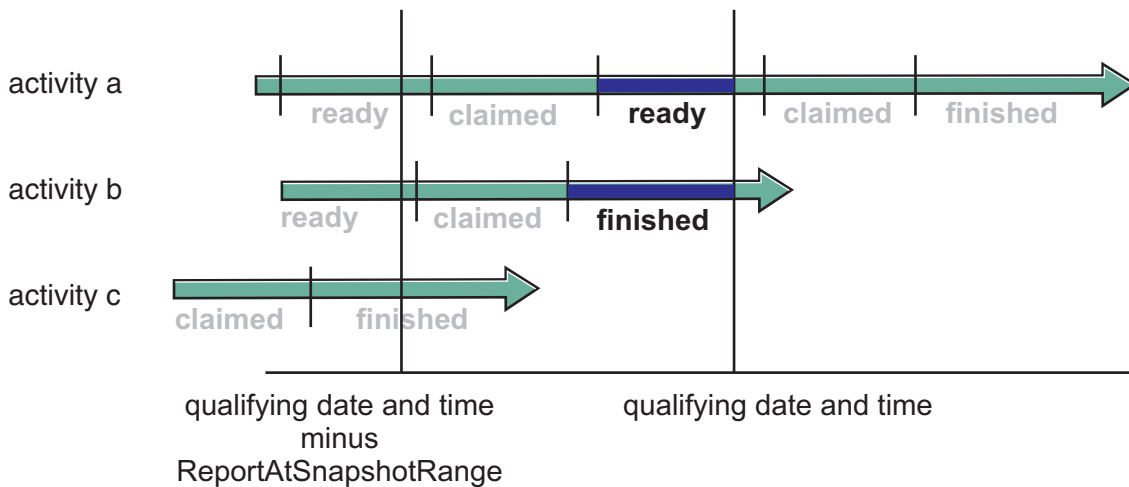 activity a
ready claimed ready claimed finished
activity b
ready claimed finished
activity c
claimed finished
qualifying date and time
minus
ReportAtSnapshotRange
qualifying date and time